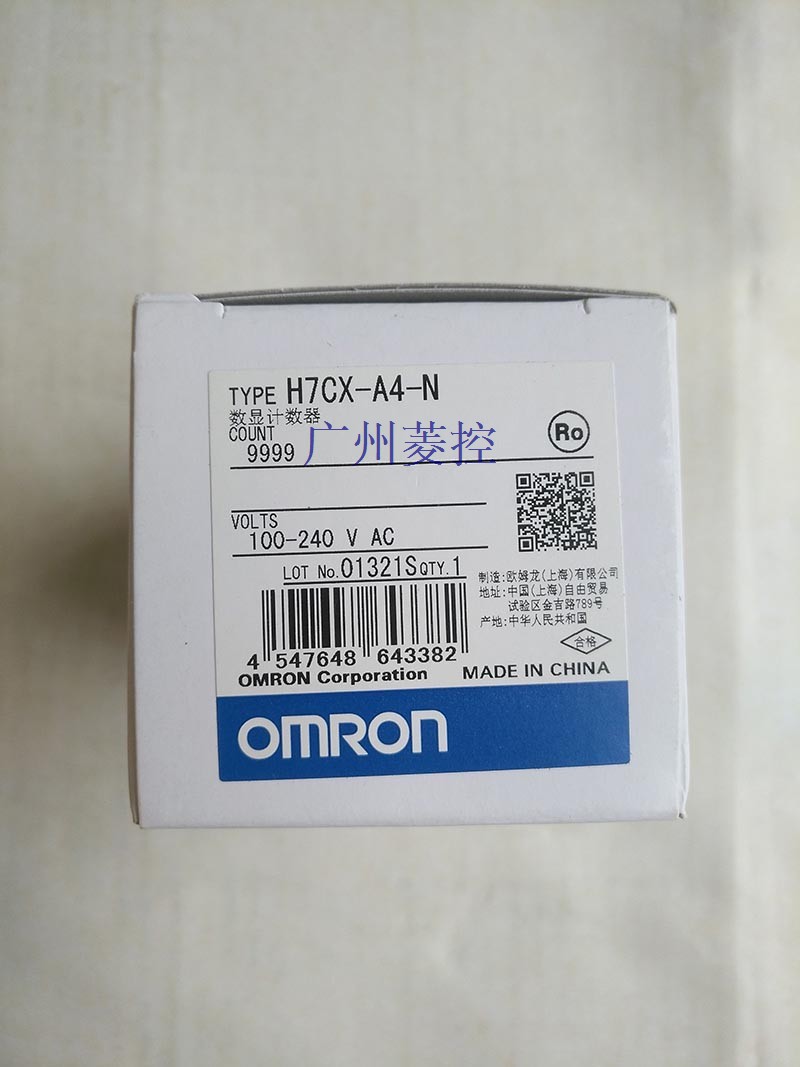 TYPE H7CX-A4-N
数显计数器
COUNT
9999
广州菱控
Ro
VOLTS
100-240 V AC
LOT No.01321S QTY.1
制造:欧姆龙(上海)有限公司
地址:中国(上海)自由贸易
试验区金吉路789号
产地:中华人民共和国
合格
4 547648 643382
OMRON Corporation
MADE IN CHINA
OMRON